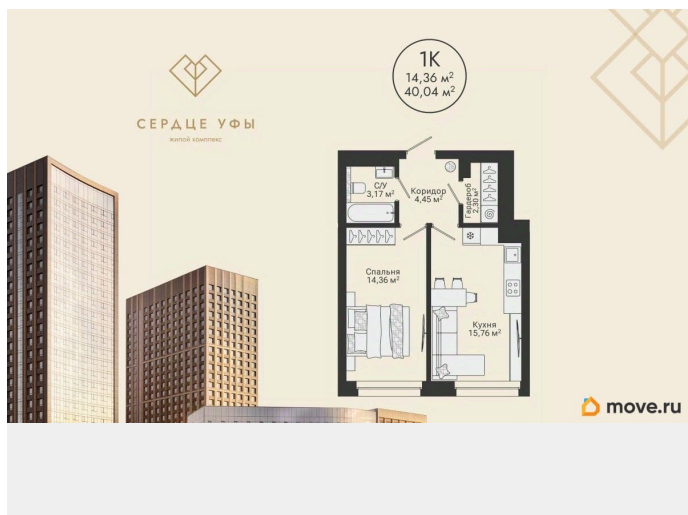 1К
14,36 м²
40,04 м²
СЕРДЦЕ УФЫ
жилой комплекс
С/У
3,17 м²
Коридор
4,45 м²
Гардероб
2,30 м²
Спальня
14,36 м²
Кухня
15,76 м²
move.ru